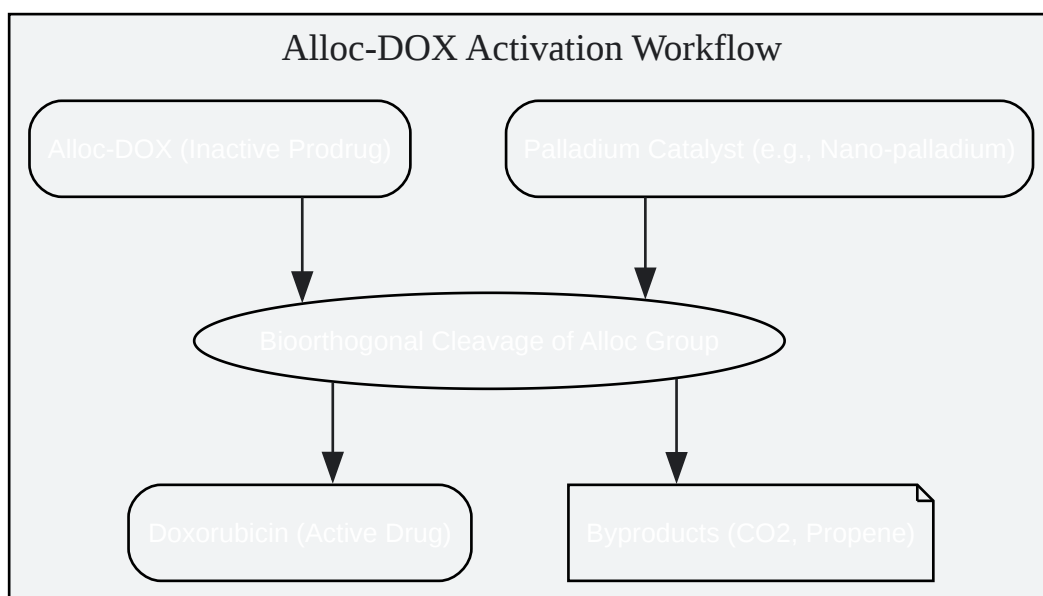 Alloc-DOX Activation Workflow
Alloc-DOX (Inactive Prodrug)
Palladium Catalyst (e.g., Nano-palladium)
Bioorthogonal Cleavage of Alloc Group
Doxorubicin (Active Drug)
Byproducts (CO2, Propene)